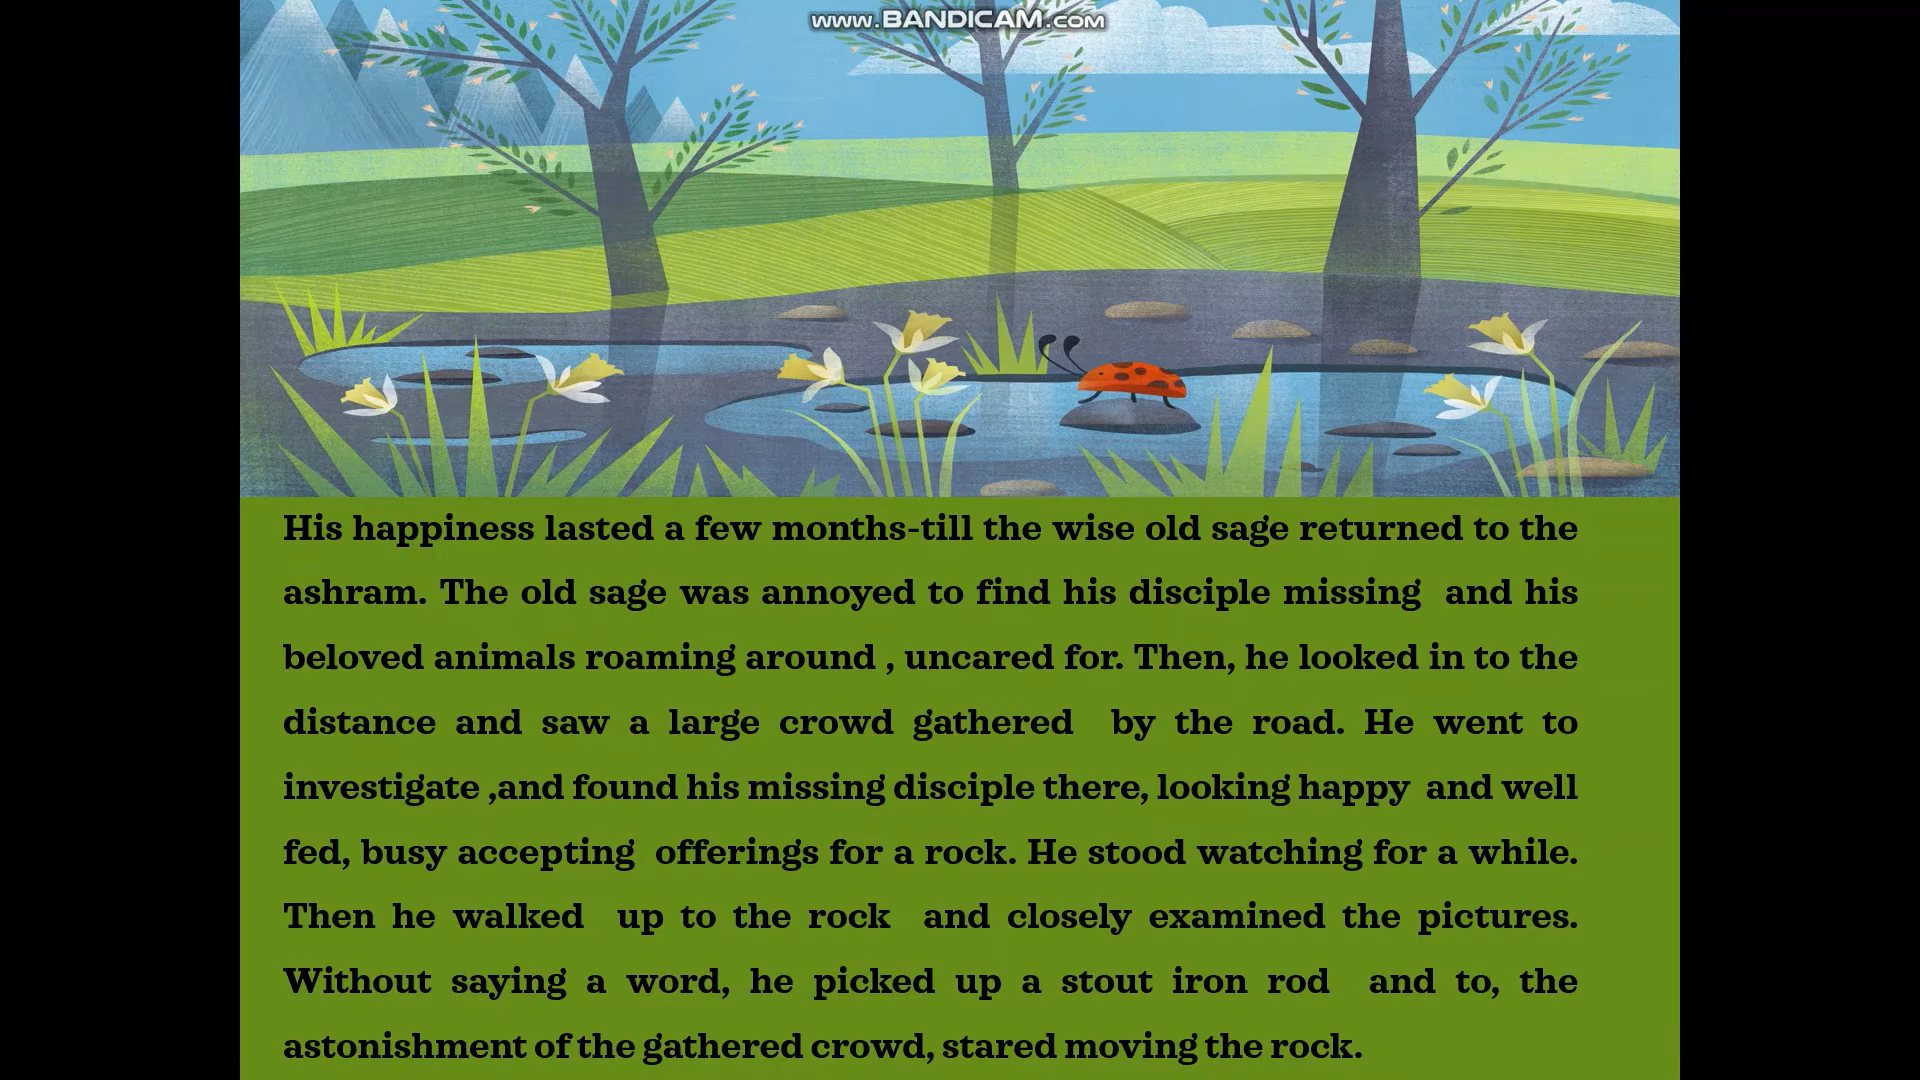 www.BANDICAM.com
His happiness lasted a few months-till the wise old sage returned to the
ashram. The old sage was annoyed to find his disciple missing and his
beloved animals roaming around , uncared for. Then, he looked in to the
distance and saw a large crowd gathered by the road. He went to
investigate ,and found his missing disciple there, looking happy and well
fed, busy accepting offerings for a rock. He stood watching for a while.
Then he walked up to the rock and closely examined the pictures.
Without saying a word, he picked up a stout iron rod and to, the
astonishment of the gathered crowd, stared moving the rock.